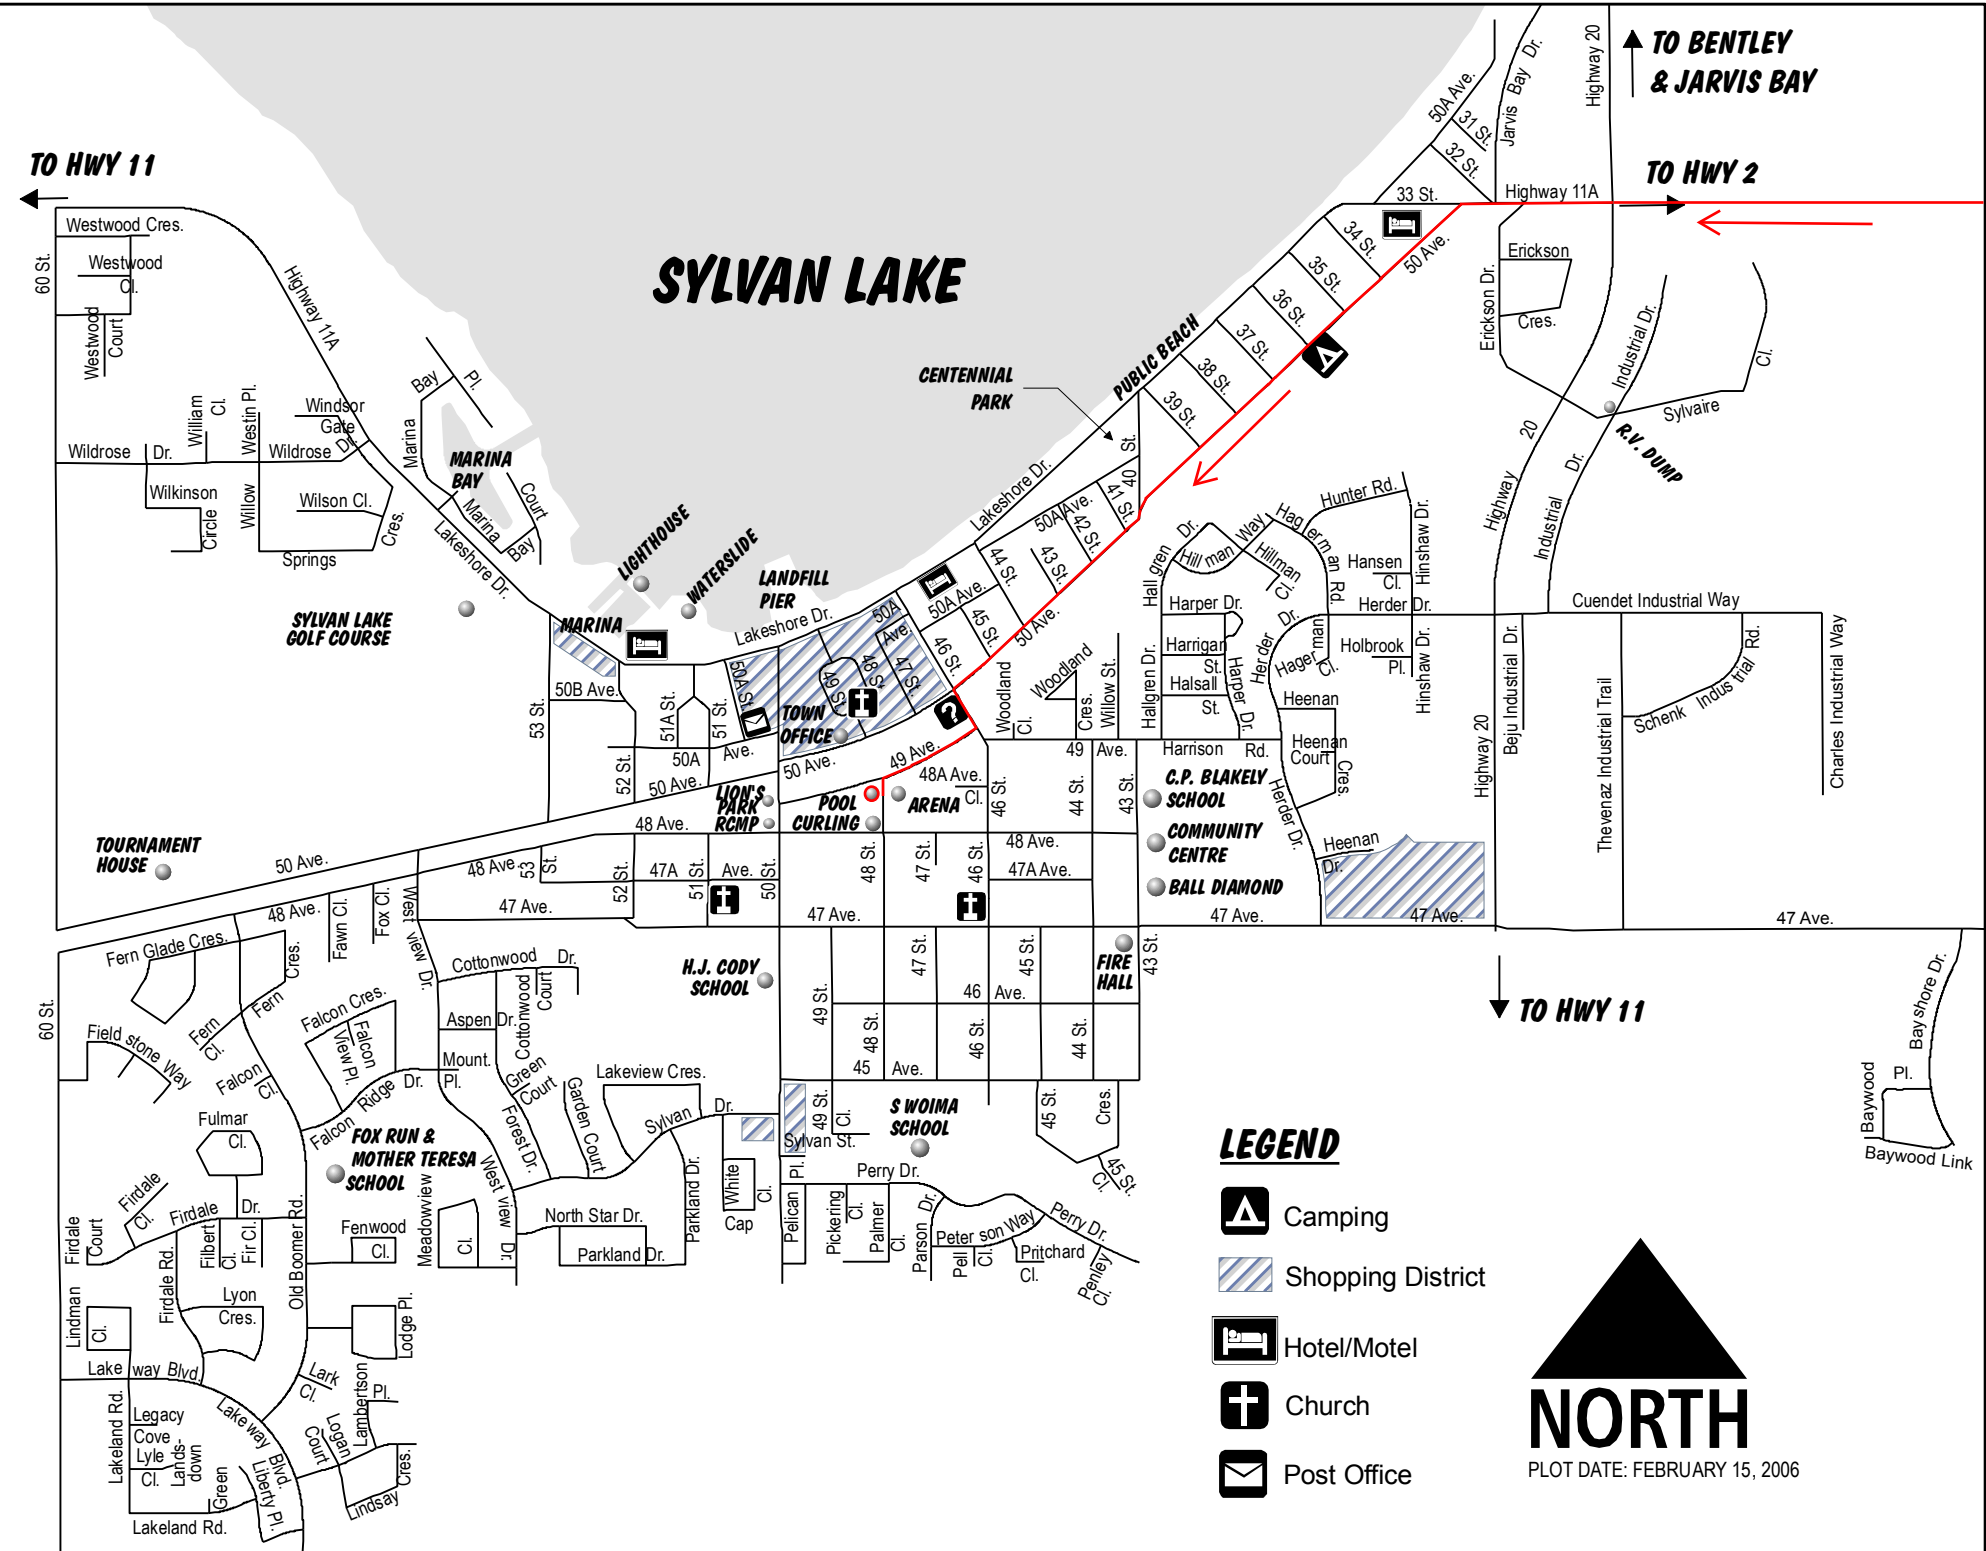 TO BENTLEY
& JARVIS BAY
TO HWY 11
TO HWY 2
Highway 20
Jarvis Bay Dr.
50A Ave.
31 St.
32 St.
33 St.
Highway 11A
34 St.
50 Ave.
35 St.
36 St.
37 St.
38 St.
39 St.
Erickson
Cres.
Erickson Dr.
Industrial Dr.
Cl.
Sylvaire
R.V. DUMP
Westwood Cres.
60 St.
Westwood
Cl.
Westwood
Court
Highway 11A
SYLVAN LAKE
PUBLIC BEACH
CENTENNIAL
PARK
Bay
Pl.
Marina
MARINA
BAY
Marina
Bay
Court
William
Cl.
Westin Pl.
Windsor
Gate
Wildrose
Dr.
Wildrose
Dr.
Wilkinson
Circle
Willow
Wilson Cl.
Cres.
Springs
Lakeshore Dr.
LIGHTHOUSE
WATERSLIDE
LANDFILL
PIER
SYLVAN LAKE
GOLF COURSE
MARINA
Lakeshore Dr.
Lakeshore Dr.
40 St.
41 St.
50A Ave.
42 St.
43 St.
44 St.
50A Ave.
45 St.
50 Ave.
46 St.
50A
Ave.
47 St.
48 St.
49 St.
50A St.
TOWN
OFFICE
50B Ave.
53 St.
51A St.
51 St.
50A
Ave.
52 St.
50 Ave.
50 Ave.
49 Ave.
48A Ave.
Cl.
46 St.
Highway
20
Industrial
Dr.
Hunter Rd.
Hagerman Rd.
Hallgren
Dr.
Hillman Way
Hillman
Cl.
Hansen
Cl.
Hinshaw Dr.
Harper Dr.
Herder Dr.
Cuendet Industrial Way
Harrigan
St.
Herder
Dr.
Hagerman
Cl.
Holbrook
Pl.
Hinshaw Dr.
Halsall
St.
Harper Dr.
Hallgren Dr.
Woodland
Cl.
Woodland
Cres.
Willow St.
Heenan
Heenan
Court
Cres.
49
Ave.
Harrison
Rd.
Herder Dr.
Heenan
Dr.
Highway 20
Beju Industrial Dr.
Thevenaz Industrial Trail
Schenk
Industrial
Rd.
Charles Industrial Way
C.P. BLAKELY
SCHOOL
COMMUNITY
CENTRE
BALL DIAMOND
44 St.
43 St.
LION'S
PARK
RCMP
POOL
CURLING
ARENA
TOURNAMENT
HOUSE
50 Ave.
48 Ave.
48 Ave.
53
St.
52 St.
47A
51 St.
Ave.
50 St.
48 St.
47 St.
46 St.
48 Ave.
47A Ave.
47 Ave.
47 Ave.
47 Ave.
47 Ave.
47 Ave.
48 Ave.
Fawn Cl.
Fox Cl.
Westview Dr.
Fern Glade Cres.
Cres.
Fern
Fern
Cl.
60 St.
Fieldstone Way
Falcon
Cl.
Falcon Cres.
Falcon
View Pl.
Falcon
Ridge
Dr.
Cottonwood
Dr.
Cottonwood
Court
Cottonwood
Aspen Dr.
Mount.
Pl.
Green
Court
Forest Dr.
Garden Court
Lakeview Cres.
Sylvan
Dr.
H.J. CODY
SCHOOL
49 St.
48 St.
47 St.
46
Ave.
46 St.
45 St.
44 St.
43 St.
FIRE
HALL
45
Ave.
49 St.
Cl.
Sylvan St.
S WOIMA
SCHOOL
45 St.
Cres.
45 St.
Cl.
TO HWY 11
Bayshore Dr.
Baywood
Pl.
Baywood Link
Fulmar
Cl.
FOX RUN &
MOTHER TERESA
SCHOOL
Firdale
Cl.
Firdale
Court
Firdale
Dr.
Firdale Rd.
Filbert
Cl.
Fir Cl.
Old Boomer Rd.
Fenwood
Cl.
Meadowview
Cl.
Westview Dr.
North Star Dr.
Parkland Dr.
Parkland Dr.
White
Cap
Cl.
Pelican
Pl.
Perry Dr.
Pickering
Cl.
Palmer
Cl.
Parson
Dr.
Peterson Way
Pell
Cl.
Pritchard
Cl.
Perry Dr.
Penley
Cl.
Lindman
Cl.
Lyon
Cres.
Lodge Pl.
Lakeway Blvd.
Lark
Cl.
Lakeland Rd.
Legacy
Cove
Lyle
Cl.
Lands-
down
Green
Lakeway Blvd.
Liberty Pl.
Logan
Court
Lambertson
Pl.
Lindsay
Cres.
Lakeland Rd.
LEGEND
Camping
Shopping District
Hotel/Motel
Church
Post Office
NORTH
PLOT DATE: FEBRUARY 15, 2006